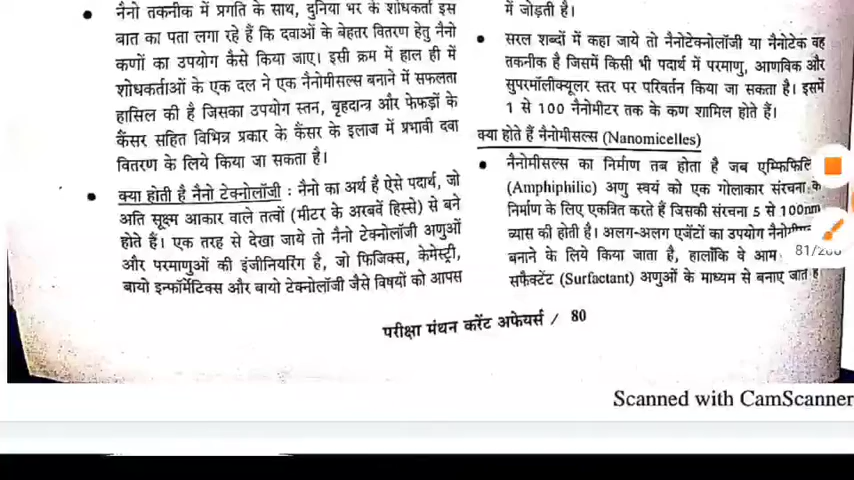 नैनो तकनीक में प्रगति के साथ, दुनिया भर के शोधकर्ता इस
बात का पता लगा रहे हैं कि दवाओं के बेहतर वितरण हेतु नैनो
कणों का उपयोग कैसे किया जाए। इसी क्रम में हाल ही में
शोधकर्ताओं के एक दल ने एक नैनोमीसल्स बनाने में सफलता
हासिल की है जिसका उपयोग स्तन, वृहदान्त्र और फेफड़ों के
कैंसर सहित विभिन्न प्रकार के कैंसर के इलाज में प्रभावी दवा
वितरण के लिये किया जा सकता है।
क्या होती है नैनो टेक्नोलॉजी : नैनो का अर्थ है ऐसे पदार्थ, जो
अति सूक्ष्म आकार वाले तत्वों (मीटर के अरबवें हिस्से) से बने
होते हैं। एक तरह से देखा जाये तो नैनो टेक्नोलॉजी अणुओं
और परमाणुओं की इंजीनियरिंग है, जो फिजिक्स, केमेस्ट्री,
बायो इन्फॉर्मेटिक्स और बायो टेक्नोलॉजी जैसे विषयों को आपस
में जोड़ती है।
सरल शब्दों में कहा जाये तो नैनोटेक्नोलॉजी या नैनोटेक वह
तकनीक है जिसमें किसी भी पदार्थ में परमाणु, आणविक और
सुपरमॉलीक्यूलर स्तर पर परिवर्तन किया जा सकता है। इसमें
1 से 100 नैनोमीटर तक के कण शामिल होते हैं।
क्या होते हैं नैनोमीसल्स (Nanomicelles)
नैनोमीसल्स का निर्माण तब होता है जब एम्फिफिलि
(Amphiphilic) अणु स्वयं को एक गोलाकार संरचना के
निर्माण के लिए एकत्रित करते हैं जिसकी संरचना 5 से 100nm
व्यास की होती है। अलग-अलग एजेंटों का उपयोग
बनाने के लिये किया जाता है, हालाँकि वे आम
सर्फैक्टेंट (Surfactant) अणुओं के माध्यम से बनाए जाते
81/266
परीक्षा मंथन करेंट अफेयर्स / 80
Scanned with CamScanner